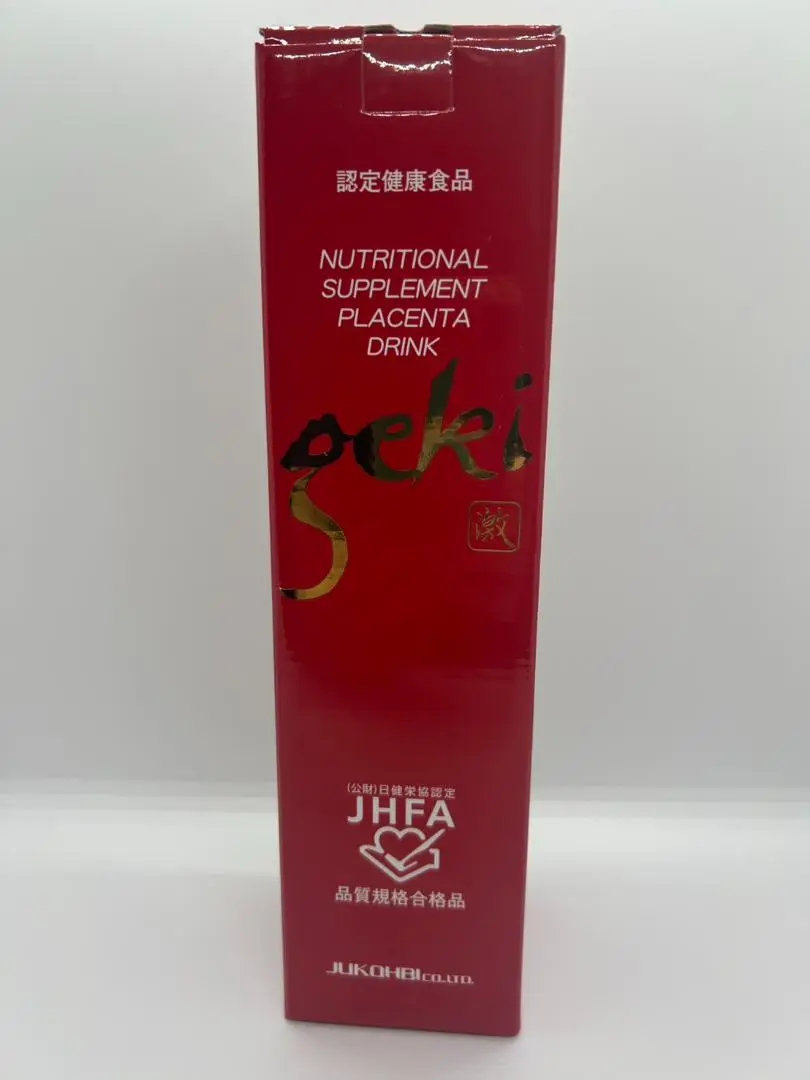 認定健康食品
NUTRITIONAL
SUPPLEMENT
PLACENTA
DRINK
geki
激
(公財)日健栄協認定
JHFA
品質規格合格品
JUKOHBI CO.,LTD.